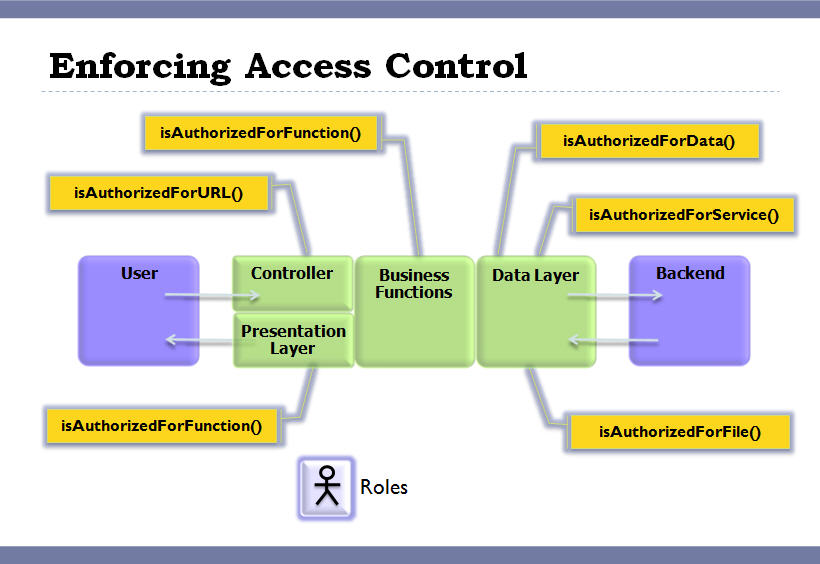 Enforcing Access Control
isAuthorizedForFunction()
isAuthorizedForData()
isAuthorizedForURL()
isAuthorizedForService()
User
Controller
Business
Functions
Data Layer
Backend
Presentation
Layer
isAuthorizedForFunction()
isAuthorizedForFile()
Roles